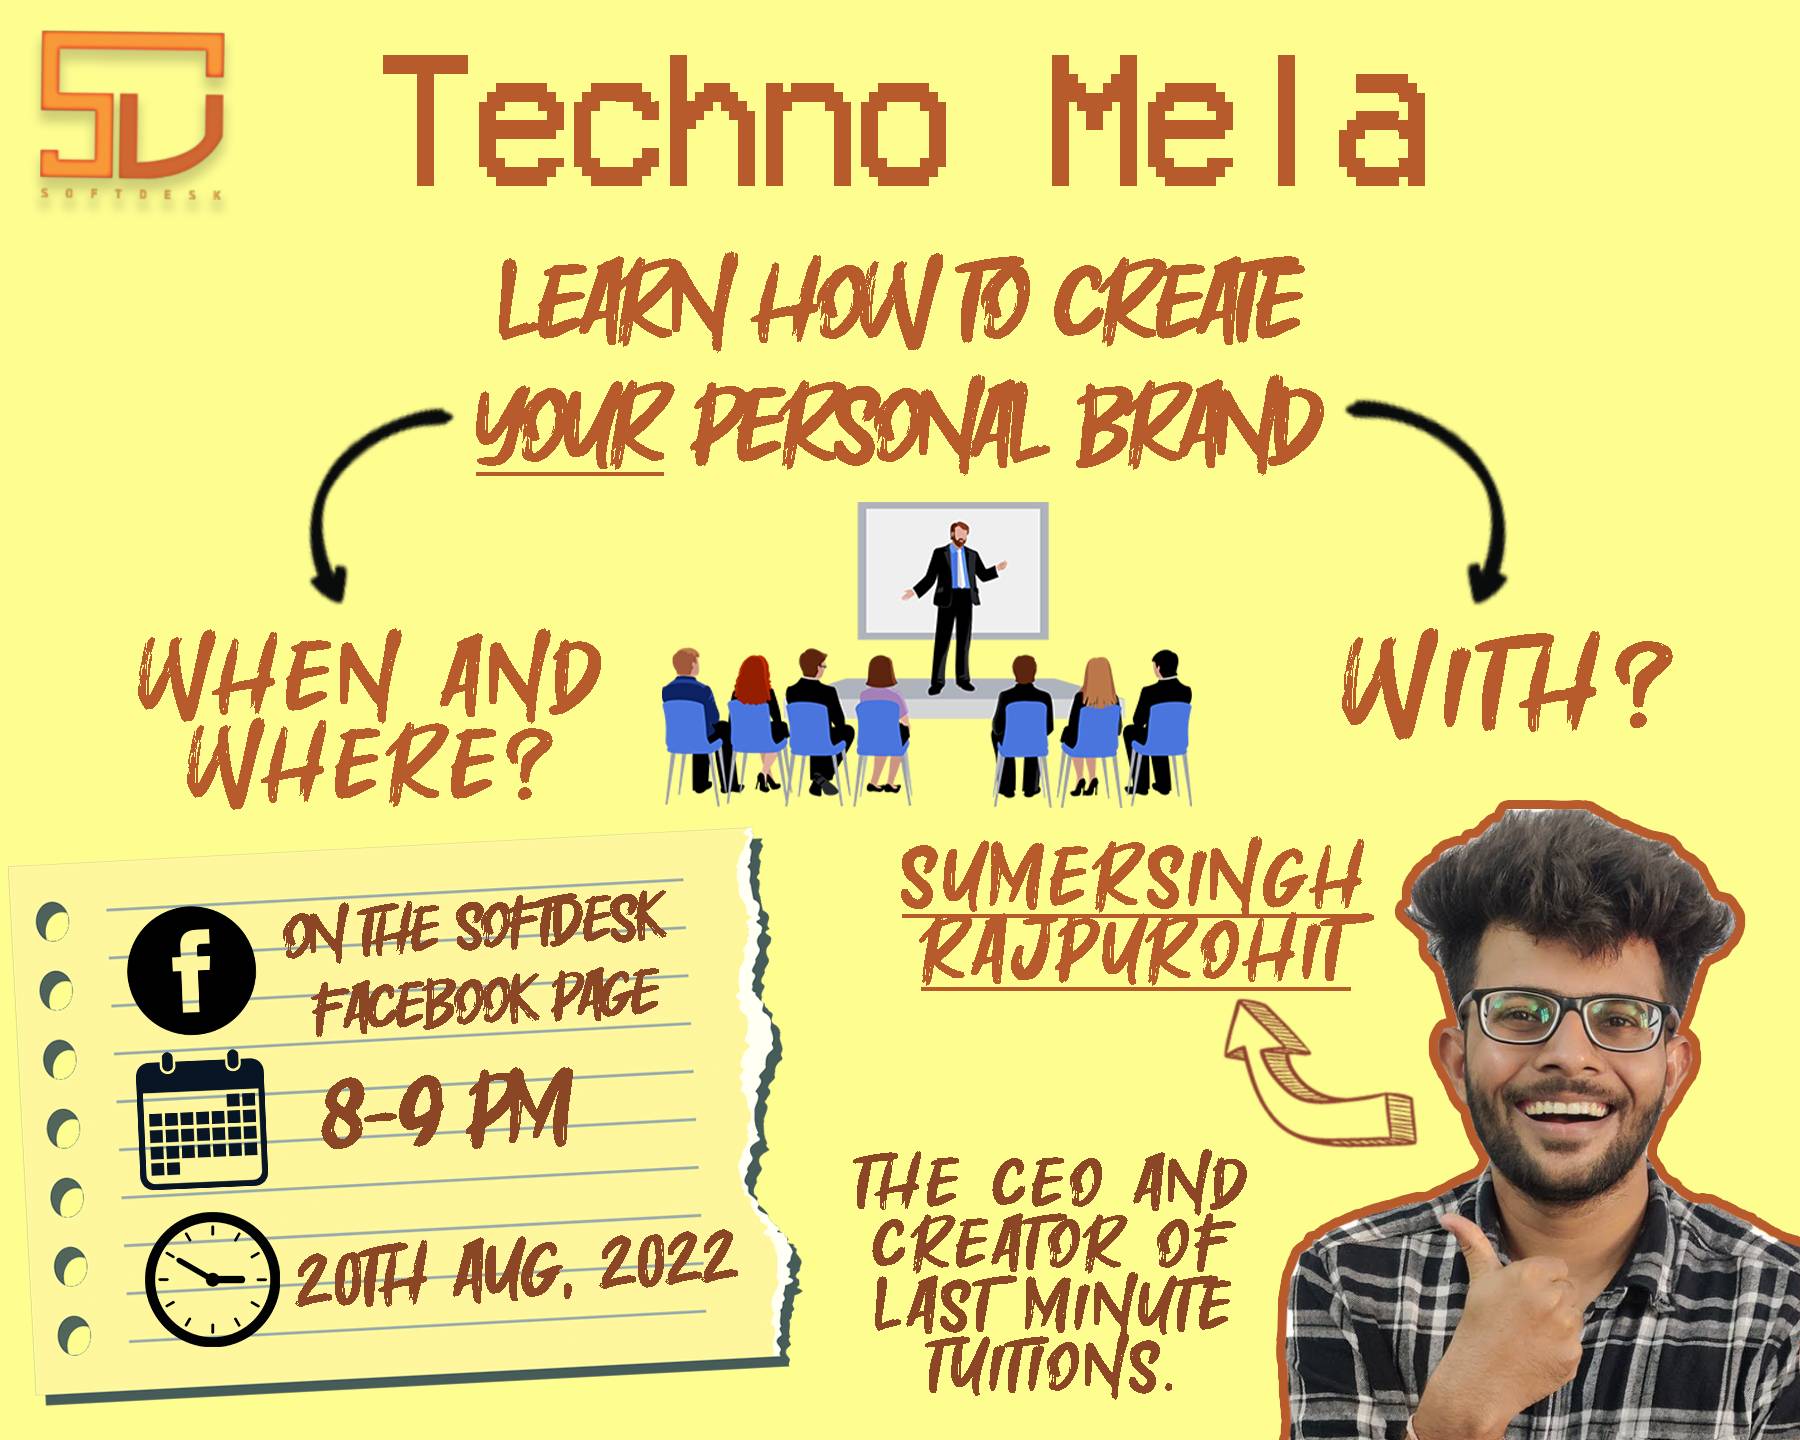 SOFTDESK
Techno Mela
LEARN HOW TO CREATE
YOUR PERSONAL BRAND
WHEN AND
WHERE?
WITH?
ON THE SOFTDESK
FACEBOOK PAGE
8-9 PM
20TH AUG, 2022
SUMERSINGH
RAJPUROHIT
THE CEO AND
CREATOR OF
LAST MINUTE
TUITIONS.